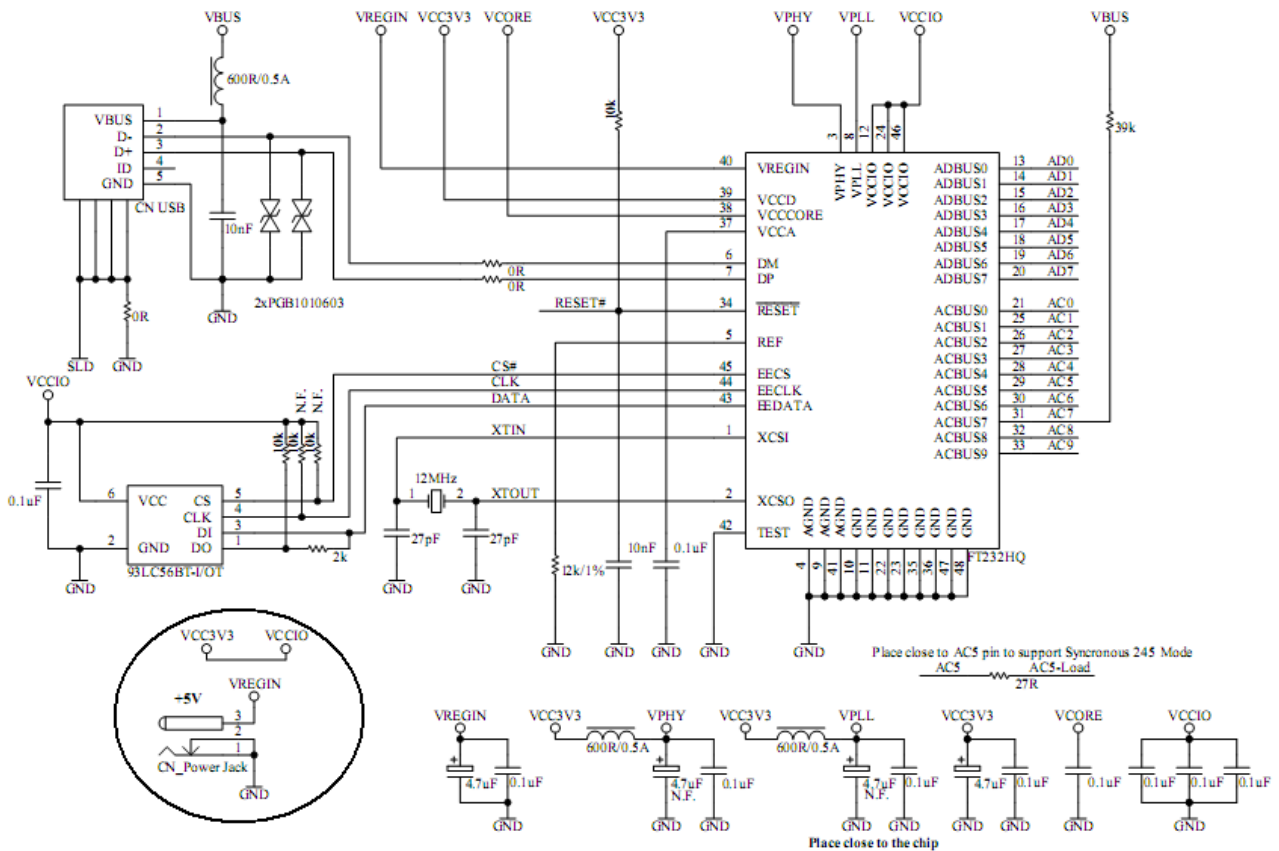 VBUS
VREGIN
VCC3V3
VCORE
VCC3V3
VPHY
VPLL
VCCIO
VBUS
600R/0.5A
10k
39k
VBUS 1
D- 2
D+ 3
ID 4
GND 5
CN USB
10nF
2xPGB1010603
0R
SLD
GND
GND
3 VPHY
8 VPLL
12 VCCIO
24 VCCIO
46 VCCIO
40 VREGIN
39 VCCD
38 VCCCORE
37 VCCA
6 DM
7 DP
0R
0R
RESET#
34 RESET
5 REF
CS# 45 EECS
CLK 44 EECLK
DATA 43 EEDATA
XTIN 1 XCSI
XTOUT 2 XCSO
42 TEST
ADBUS0 13 AD0
ADBUS1 14 AD1
ADBUS2 15 AD2
ADBUS3 16 AD3
ADBUS4 17 AD4
ADBUS5 18 AD5
ADBUS6 19 AD6
ADBUS7 20 AD7
ACBUS0 21 AC0
ACBUS1 25 AC1
ACBUS2 26 AC2
ACBUS3 27 AC3
ACBUS4 28 AC4
ACBUS5 29 AC5
ACBUS6 30 AC6
ACBUS7 31 AC7
ACBUS8 32 AC8
ACBUS9 33 AC9
4 AGND
9 AGND
41 AGND
10 GND
11 GND
22 GND
23 GND
35 GND
36 GND
47 GND
48 GND
FT232HQ
GND
VCCIO
N.F.
N.F.
10k
10k
10k
0.1uF
6 VCC CS 5
CLK 4
DI 3
2 GND DO 1
2k
93LC56BT-I/OT
GND
12MHz
1 2
27pF
27pF
GND
GND
12k/1%
10nF
0.1uF
GND
GND
GND
GND
VCC3V3
VCCIO
VREGIN
+5V
3
2
1
CN_Power Jack
GND
Place close to AC5 pin to support Syncronous 245 Mode
AC5
AC5-Load
27R
VREGIN
4.7uF
0.1uF
GND
VCC3V3
600R/0.5A
VPHY
4.7uF
N.F.
0.1uF
GND
GND
VCC3V3
600R/0.5A
VPLL
4.7uF
N.F.
0.1uF
GND
GND
VCC3V3
4.7uF
0.1uF
GND
GND
VCORE
0.1uF
GND
VCCIO
0.1uF
0.1uF
0.1uF
GND
Place close to the chip
+
+
+
+